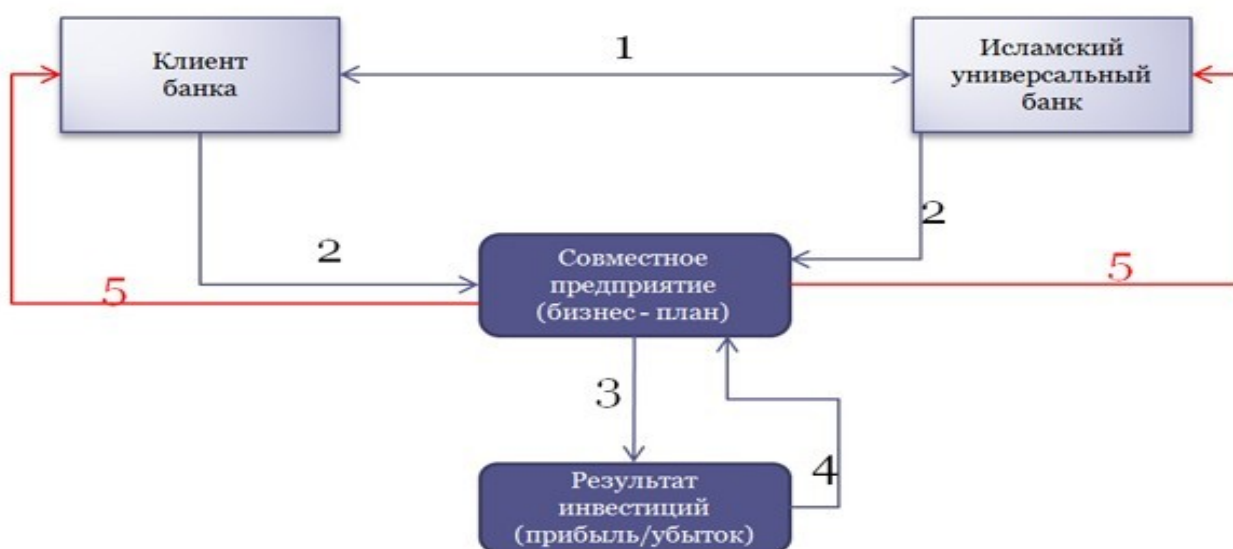 Клиент
банка
1
Исламский
универсальный
банк
2
2
Совместное
предприятие
(бизнес - план)
5
5
3
4
Результат
инвестиций
(прибыль/убыток)